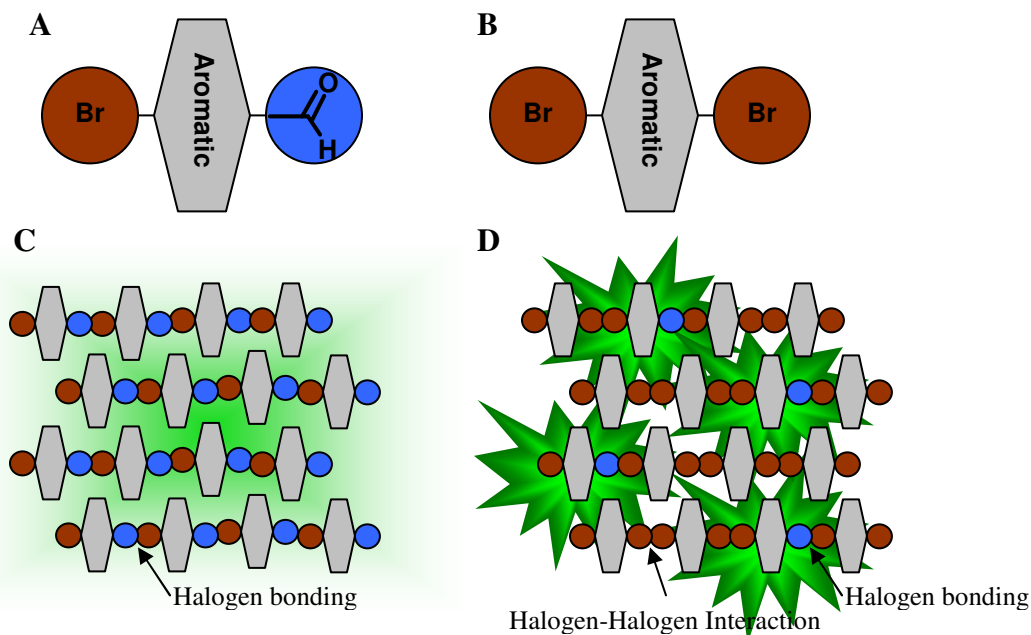 A
B
Br
Aromatic
O
H
Br
Aromatic
Br
C
D
Halogen bonding
Halogen bonding
Halogen-Halogen Interaction